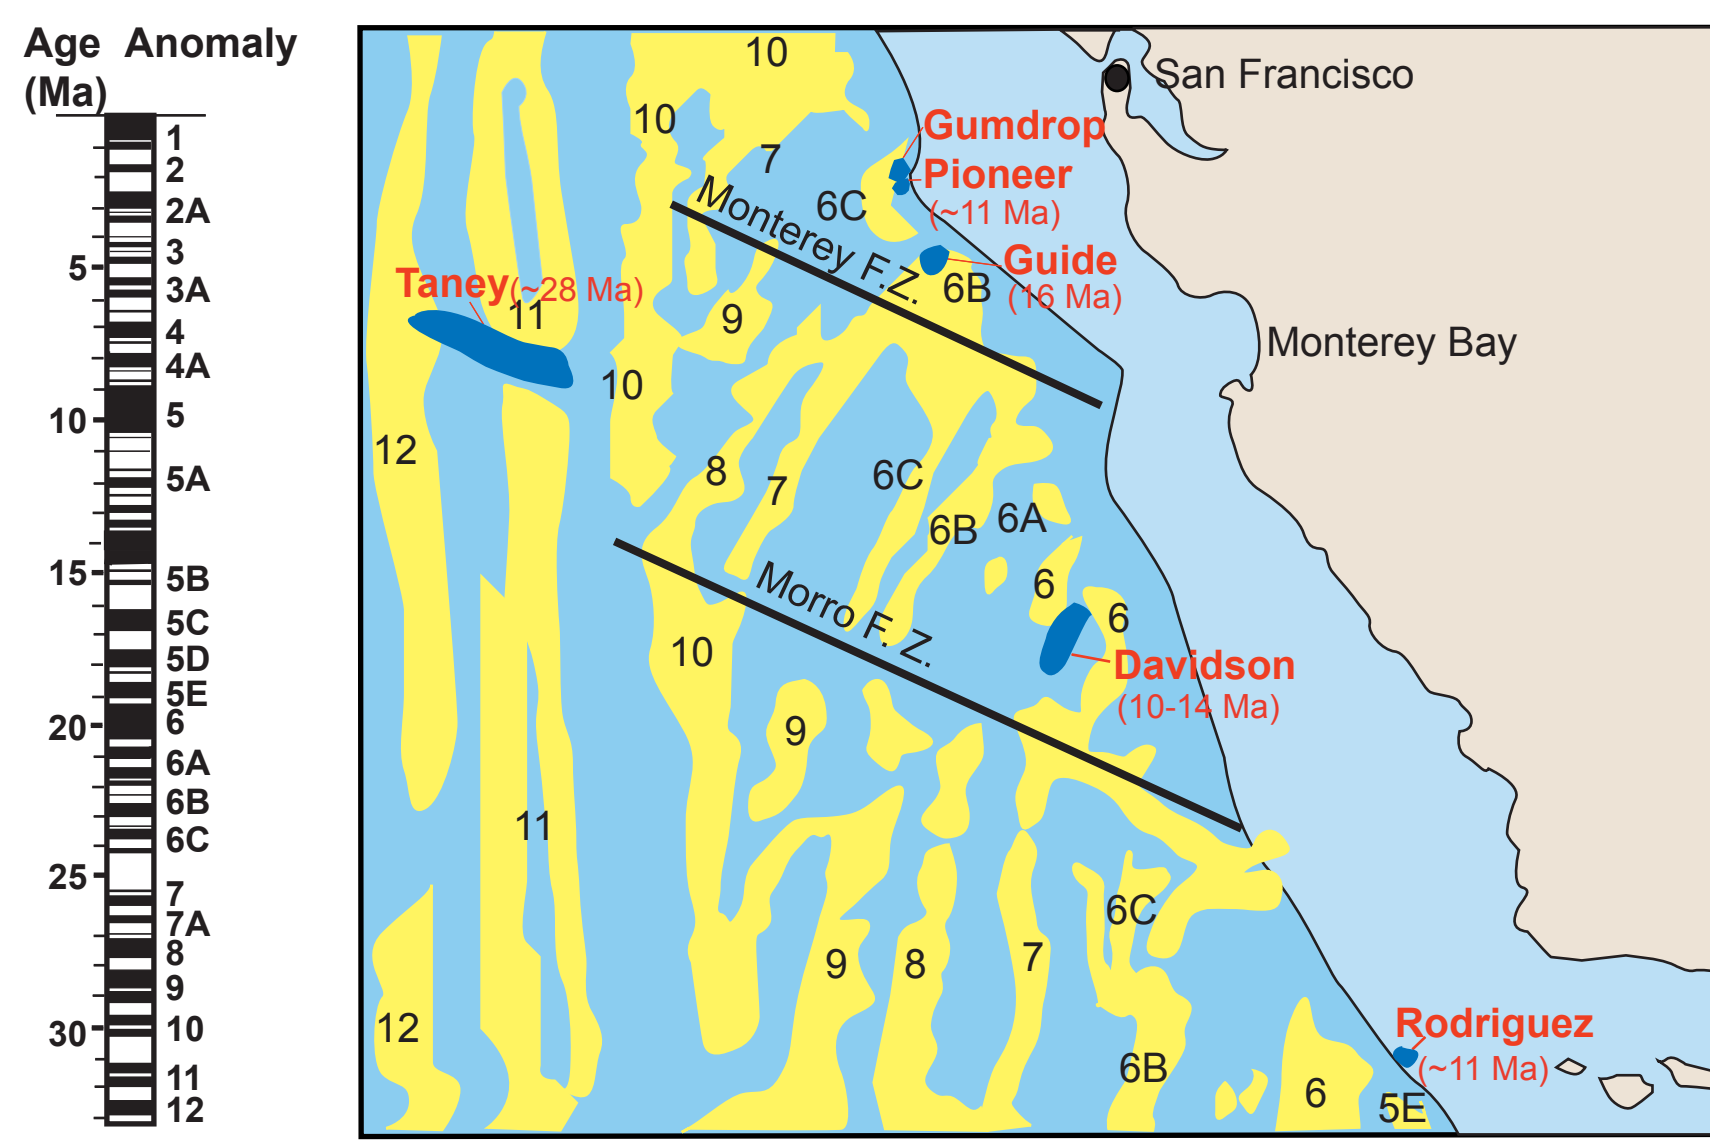 Age Anomaly
(Ma)
1
2
2A
3
5
3A
4
4A
5
10
5A
15
5B
5C
5D
5E
6
20
6A
6B
6C
25
7
7A
8
9
30
10
11
12
10
San Francisco
10
Gumdrop
7
Pioneer
6C
(~11 Ma)
Monterey F.Z.
Guide
6B
(16 Ma)
Taney(~28 Ma)
11
9
Monterey Bay
10
12
8
7
6C
6B
6A
6
6
Morro F. Z.
10
Davidson
(10-14 Ma)
9
11
6C
9
8
7
12
Rodriguez
(~11 Ma)
6B
6
5E